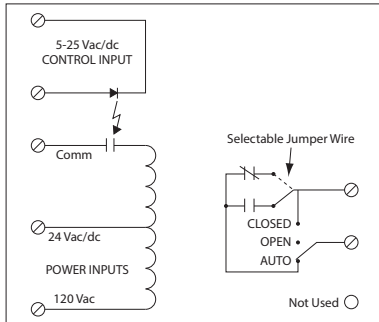 5-25 Vac/dc
CONTROL INPUT
Comm
Selectable Jumper Wire
CLOSED
24 Vac/dc
OPEN
POWER INPUTS
AUTO
120 Vac
Not Used